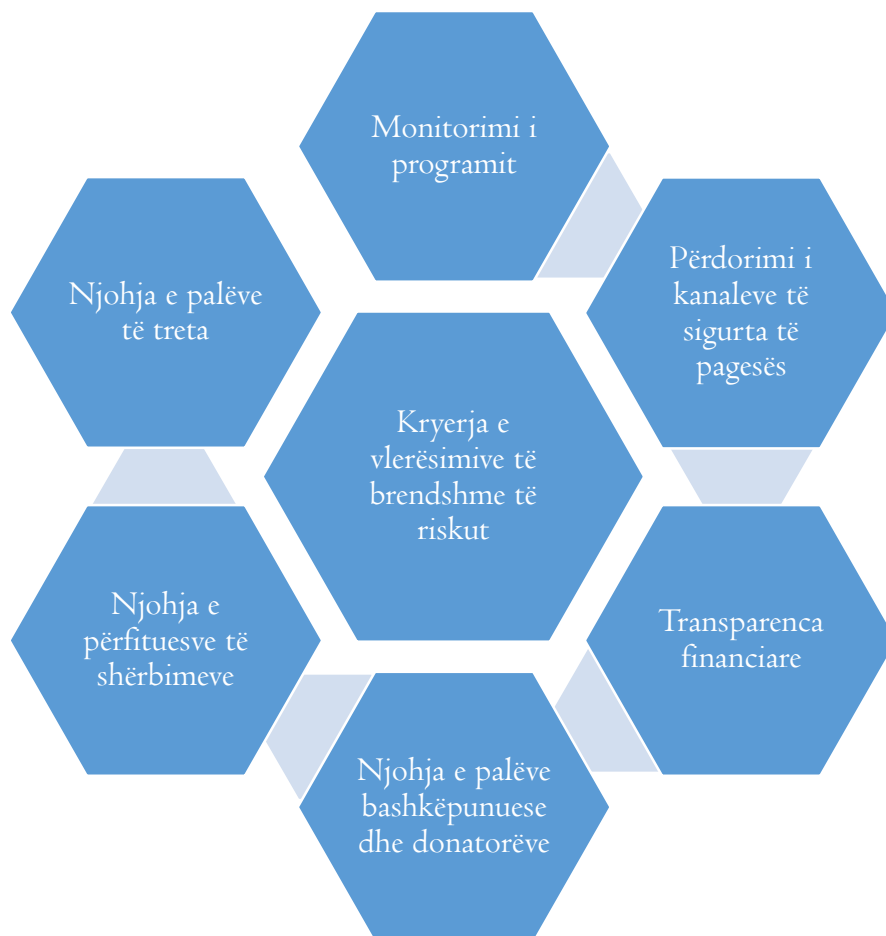 Monitorimi i
programit
Përdorimi i
kanaleve të
sigurta të
pagesës
Njohja e palëve
të treta
Kryerja e
vlerësimive të
brendshme të
riskut
Njohja e
përfituesve të
shërbimeve
Transparenca
financiare
Njohja e palëve
bashkëpunuese
dhe donatorëve